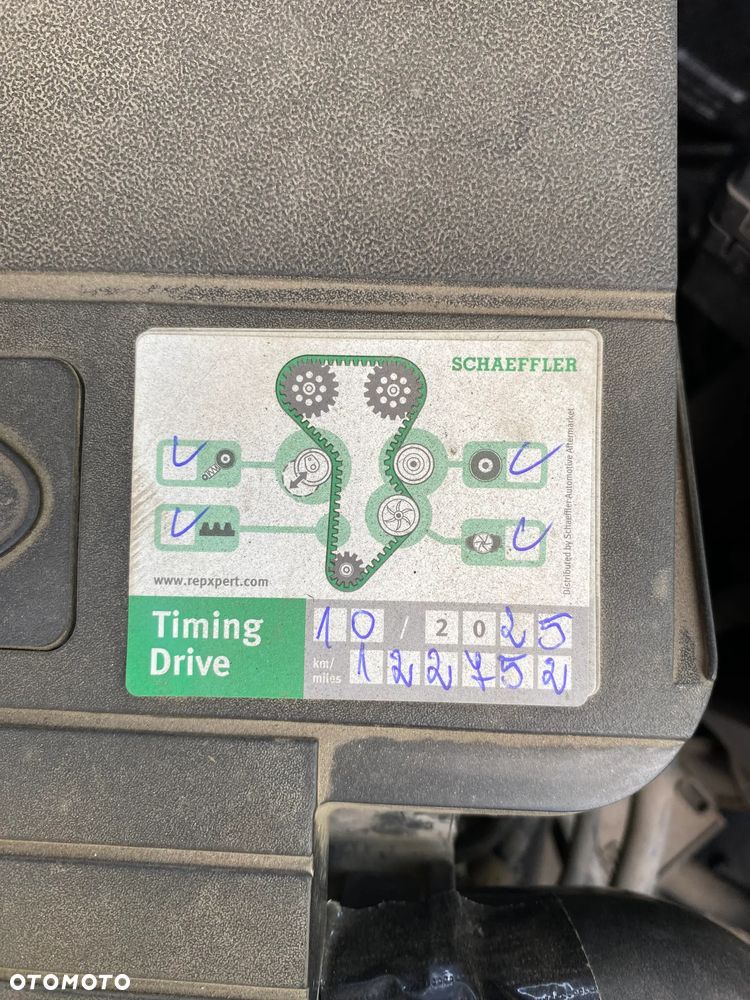 SCHAEFFLER
Distributed by Schaeffler Automotive Aftermarket
www.repxpert.com
Timing
Drive
10 / 2025
km/
miles
122752
OTOMOTO